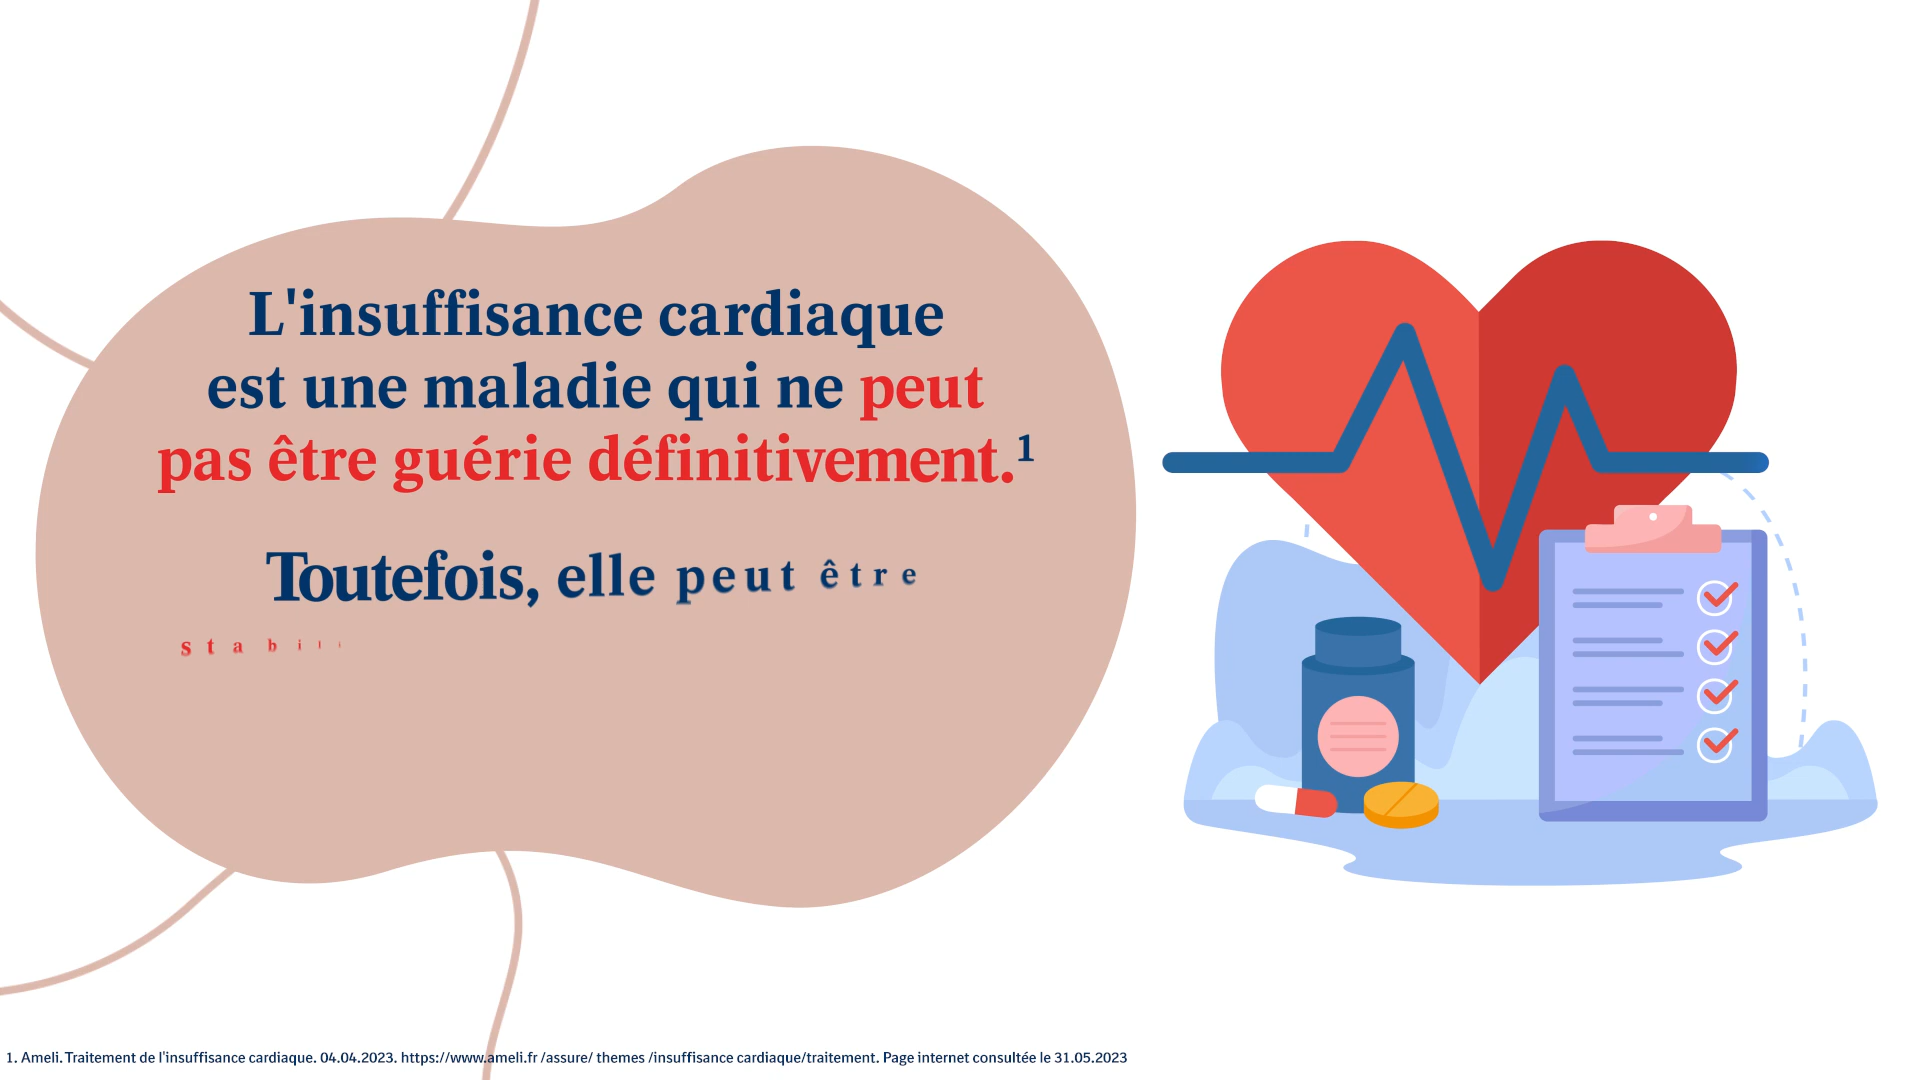 L'insuffisance cardiaque
est une maladie qui ne peut
pas être guérie définitivement.¹
Toutefois, elle peut être
1. Ameli. Traitement de l'insuffisance cardiaque. 04.04.2023. https://www.ameli.fr /assure/ themes /insuffisance cardiaque/traitement. Page internet consultée le 31.05.2023